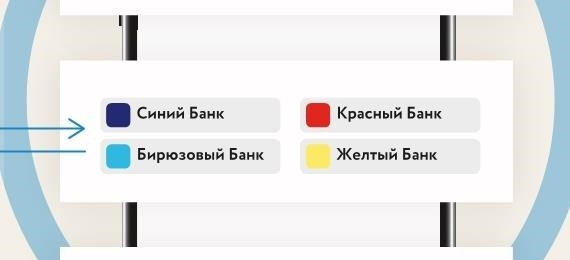 Синий Банк
Красный Банк
Бирюзовый Банк
Желтый Банк